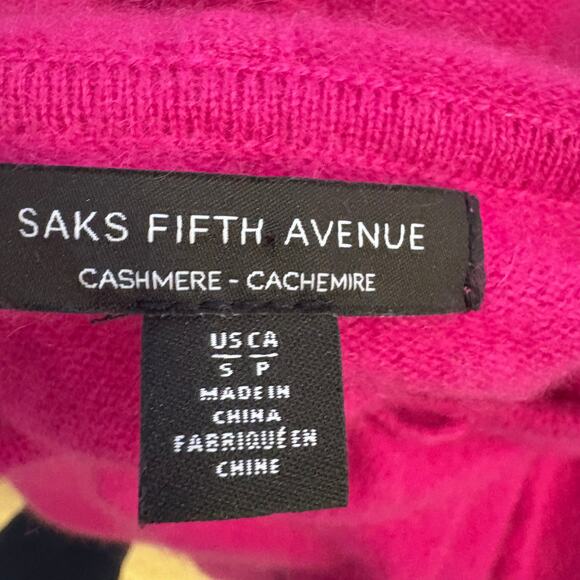 SAKS FIFTH AVENUE
CASHMERE - CACHEMIRE
US CA
S P
MADE IN
CHINA
FABRIQUÉ EN
CHINE